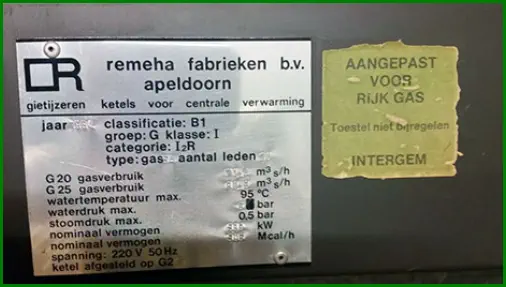 remeha fabrieken b.v.
apeldoorn
gietijzeren ketels voor centrale verwarming
jaar classificatie: B1
groep: G klasse: I
categorie: I2R
type: gas aantal leden
G20 gasverbruik m³s/h
G25 gasverbruik m³s/h
watertemperatuur max. 95 °C
waterdruk max. bar
stoomdruk max. 0,5 bar
nominaal vermogen kW
nominaal vermogen Mcal/h
spanning: 220 V 50 Hz
ketel afgesteld op G2
AANGEPAST
VOOR
RIJK GAS
Toestel niet bijregelen
INTERGEM